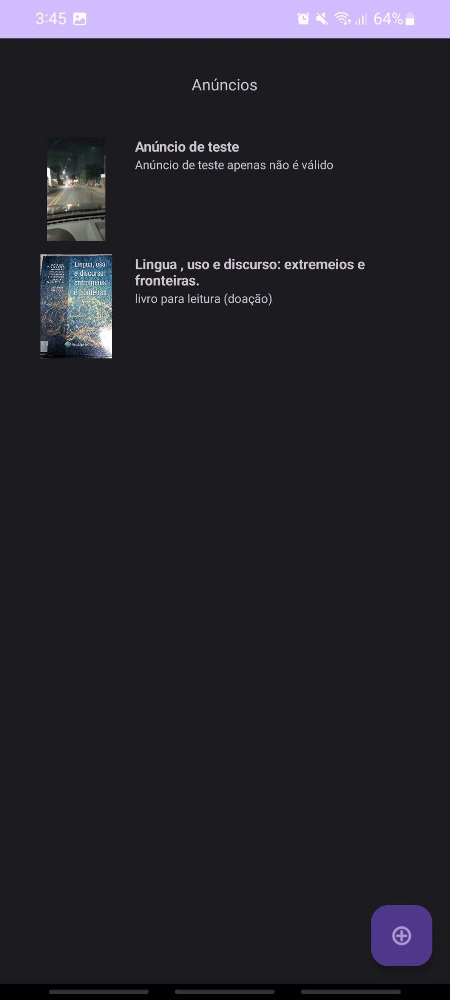 3:45
64%
Anúncios
Anúncio de teste
Anúncio de teste apenas não é válido
Língua, uso
e discurso:
entremeios
e fronteiras
Estácio
Lingua , uso e discurso: extremeios e
fronteiras.
livro para leitura (doação)